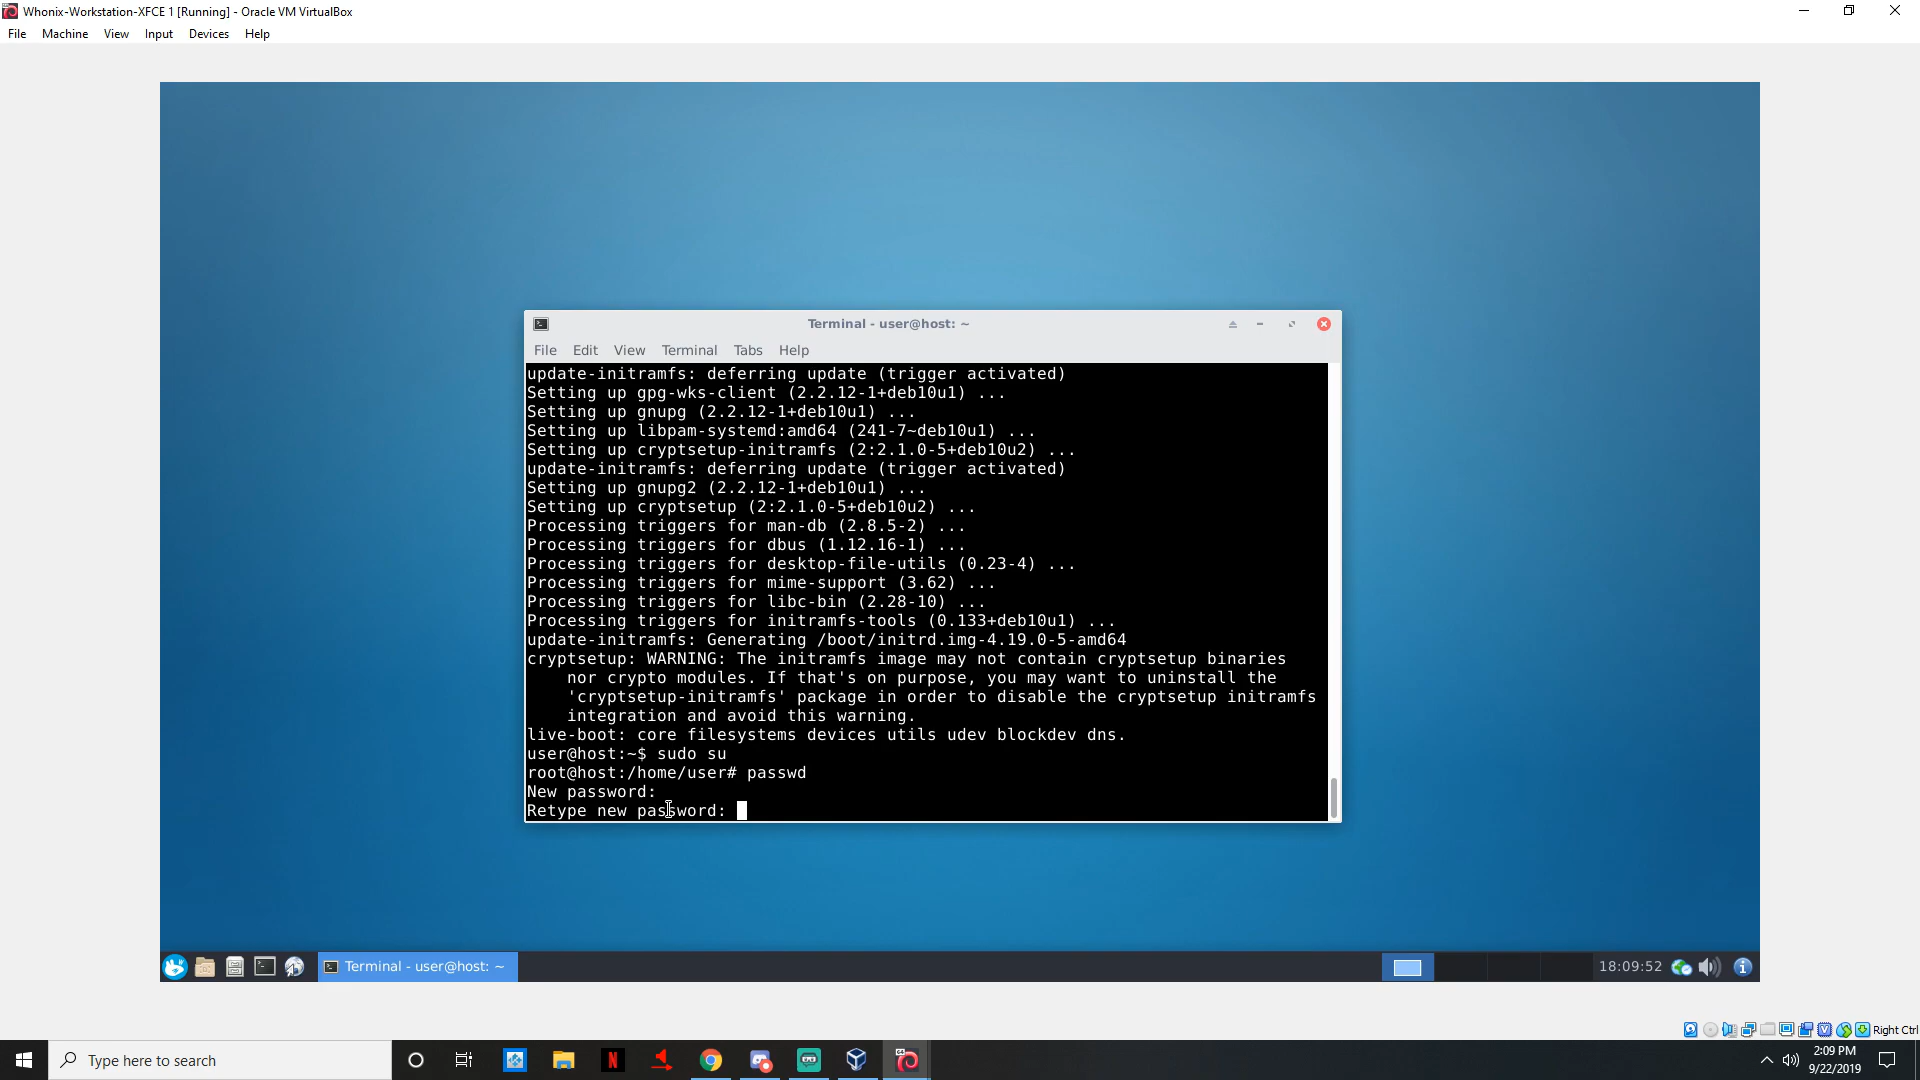 Whonix-Workstation-XFCE 1 [Running] - Oracle VM VirtualBox
File Machine View Input Devices Help
Terminal - user@host: ~
File Edit View Terminal Tabs Help
update-initramfs: deferring update (trigger activated)
Setting up gpg-wks-client (2.2.12-1+deb10u1) ...
Setting up gnupg (2.2.12-1+deb10u1) ...
Setting up libpam-systemd:amd64 (241-7~deb10u1) ...
Setting up cryptsetup-initramfs (2:2.1.0-5+deb10u2) ...
update-initramfs: deferring update (trigger activated)
Setting up gnupg2 (2.2.12-1+deb10u1) ...
Setting up cryptsetup (2:2.1.0-5+deb10u2) ...
Processing triggers for man-db (2.8.5-2) ...
Processing triggers for dbus (1.12.16-1) ...
Processing triggers for desktop-file-utils (0.23-4) ...
Processing triggers for mime-support (3.62) ...
Processing triggers for libc-bin (2.28-10) ...
Processing triggers for initramfs-tools (0.133+deb10u1) ...
update-initramfs: Generating /boot/initrd.img-4.19.0-5-amd64
cryptsetup: WARNING: The initramfs image may not contain cryptsetup binaries
nor crypto modules. If that's on purpose, you may want to uninstall the
'cryptsetup-initramfs' package in order to disable the cryptsetup initramfs
integration and avoid this warning.
live-boot: core filesystems devices utils udev blockdev dns.
user@host:~$ sudo su
root@host:/home/user# passwd
New password:
Retype new password:
Terminal - user@host: ~
18:09:52
Right Ctrl
Type here to search
2:09 PM
9/22/2019